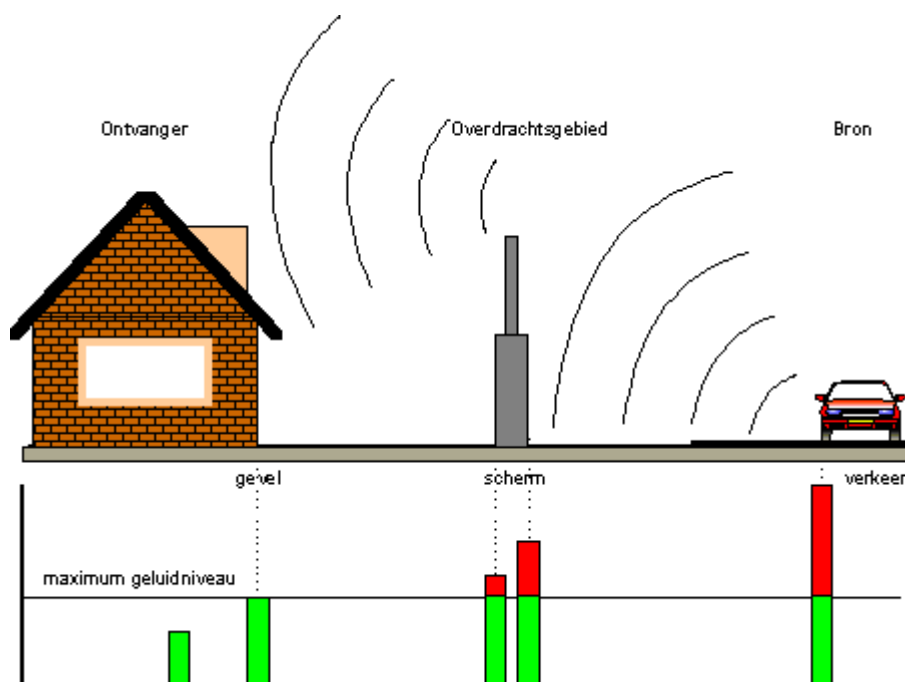 Ontvanger
Overdrachtsgebied
Bron
gevel
scherm
verkeer
maximum geluidniveau